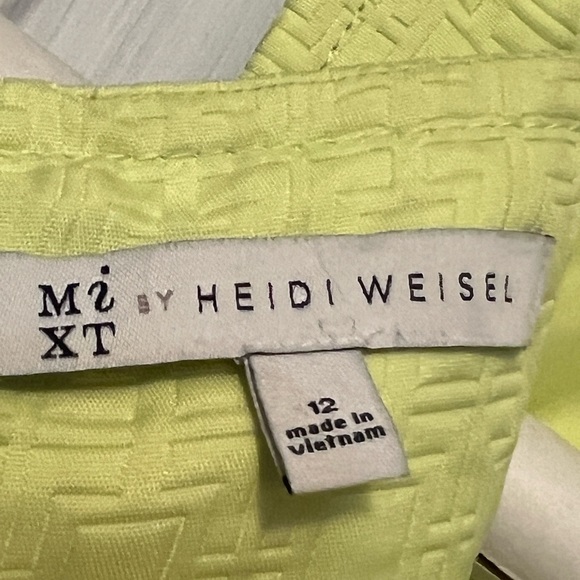 Mi XT BY HEIDI WEISEL
12
made in
vietnam